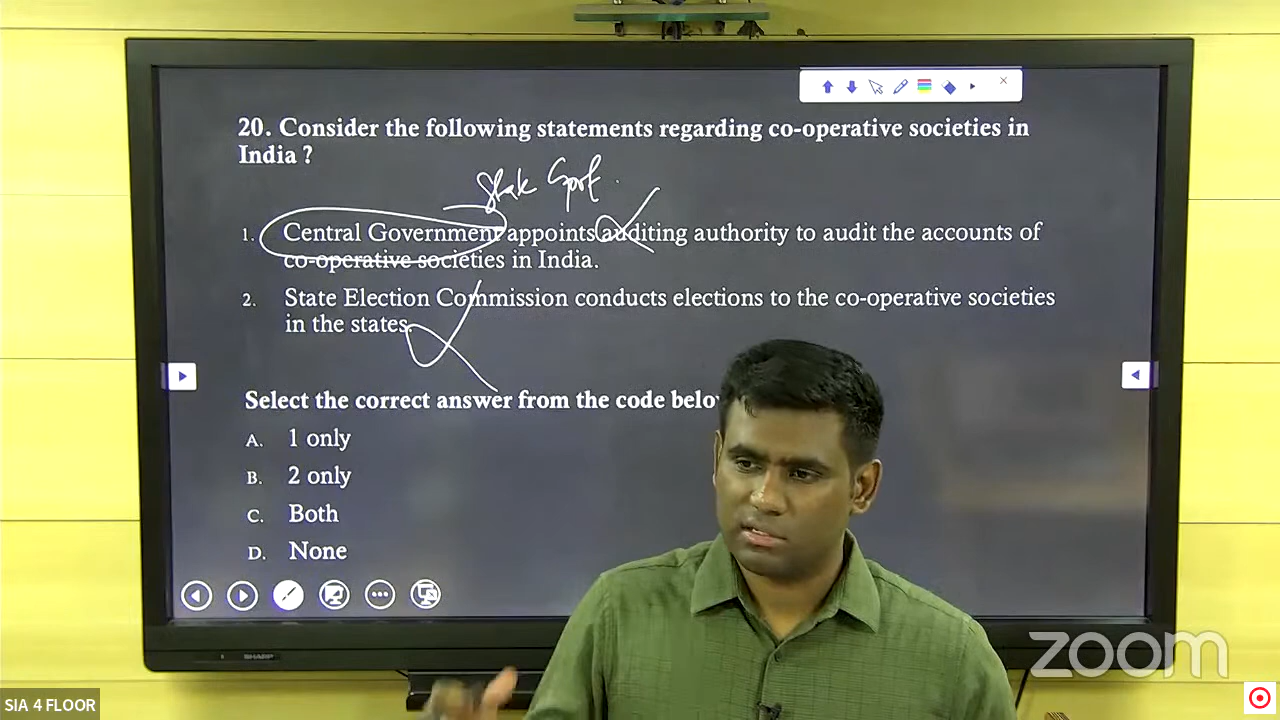 20. Consider the following statements regarding co-operative societies in
India ?
State Govt.
1. Central Government appoints auditing authority to audit the accounts of
co-operative societies in India.
2. State Election Commission conducts elections to the co-operative societies
in the states.
Select the correct answer from the code below
A. 1 only
B. 2 only
C. Both
D. None
SHARP
zoom
SIA 4 FLOOR